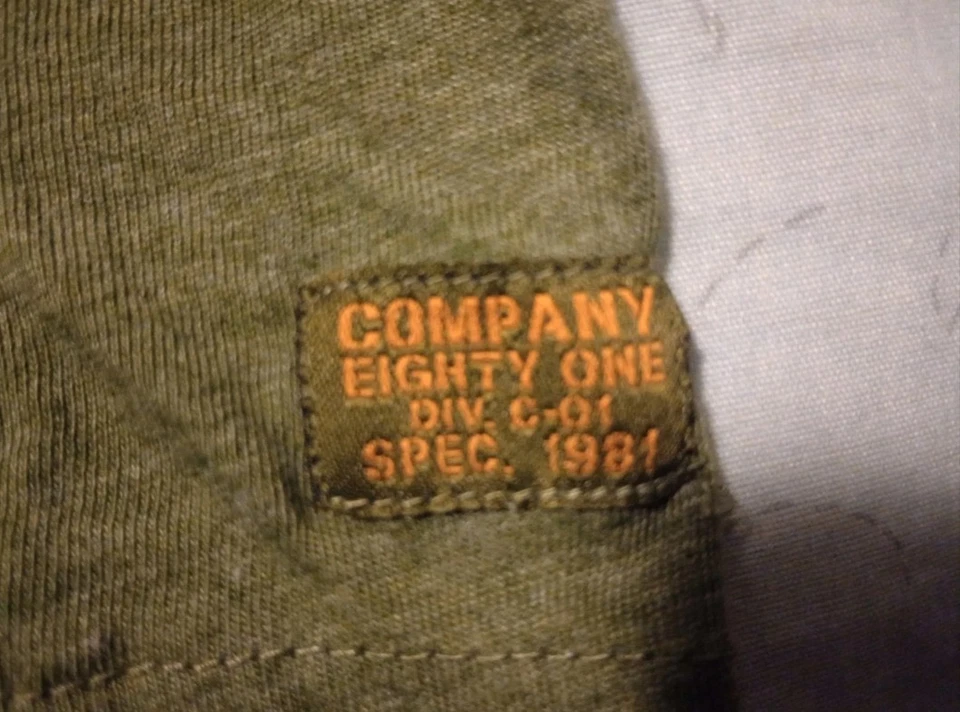 COMPANY
EIGHTY ONE
DIV. C-01
SPEC. 1981